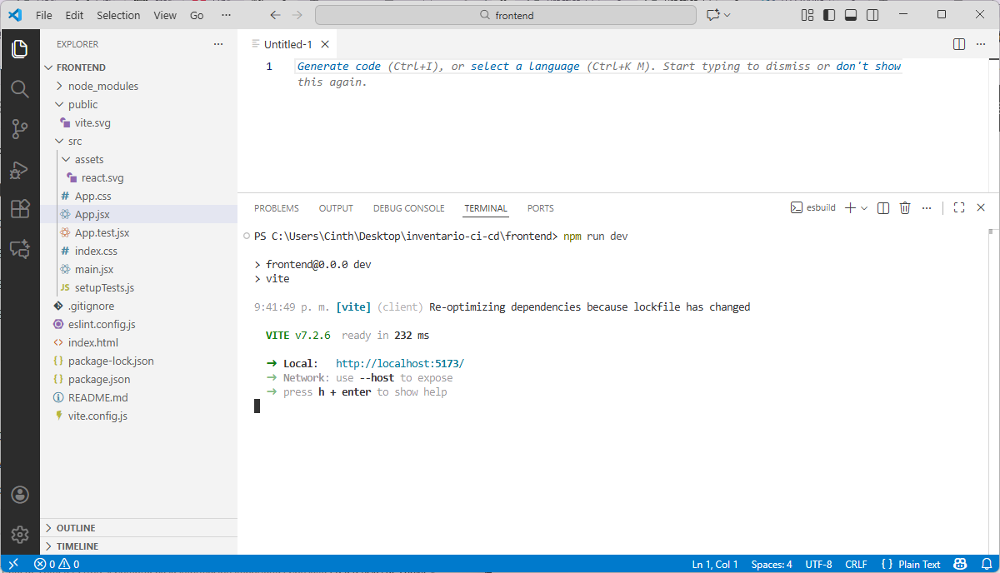 File Edit Selection View Go ···
frontend
EXPLORER ···
FRONTEND
node_modules
public
vite.svg
src
assets
react.svg
# App.css
App.jsx
App.test.jsx
# index.css
main.jsx
JS setupTests.js
.gitignore
eslint.config.js
<> index.html
{} package-lock.json
{} package.json
README.md
vite.config.js
OUTLINE
TIMELINE
Untitled-1
1 Generate code (Ctrl+I), or select a language (Ctrl+K M). Start typing to dismiss or don't show
this again.
PROBLEMS OUTPUT DEBUG CONSOLE TERMINAL PORTS
esbuild
PS C:\Users\Cinth\Desktop\inventario-ci-cd\frontend> npm run dev
> frontend@0.0.0 dev
> vite
9:41:49 p. m. [vite] (client) Re-optimizing dependencies because lockfile has changed
VITE v7.2.6 ready in 232 ms
➜ Local: http://localhost:5173/
➜ Network: use --host to expose
➜ press h + enter to show help
0 0
Ln 1, Col 1 Spaces: 4 UTF-8 CRLF {} Plain Text